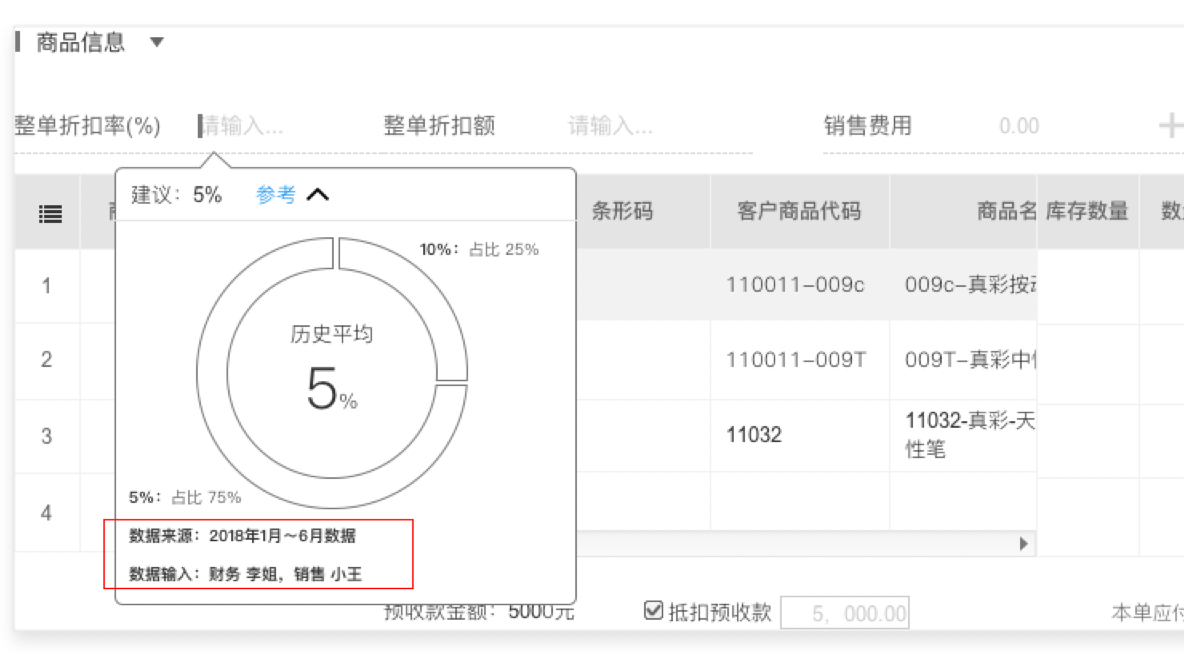 商品信息
整单折扣率(%) 请输入... 整单折扣额 请输入... 销售费用 0.00
建议: 5% 参考
条形码 客户商品代码 商品名 库存数量
10%: 占比 25%
历史平均
5%
5%: 占比 75%
数据来源: 2018年1月~6月数据
数据输入: 财务 李姐, 销售 小王
1 110011-009c 009c-真彩按
2 110011-009T 009T-真彩中
3 11032 11032-真彩-天
性笔
4
预收款金额: 5000元 抵扣预收款 5, 000.00 本单应付